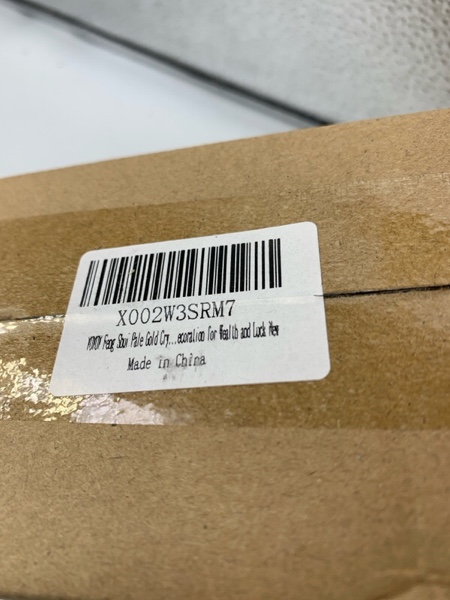 X002W3SRM7
Feng Shui Pale Gold Cry...ecoration for Wealth and Luck New
Made in China